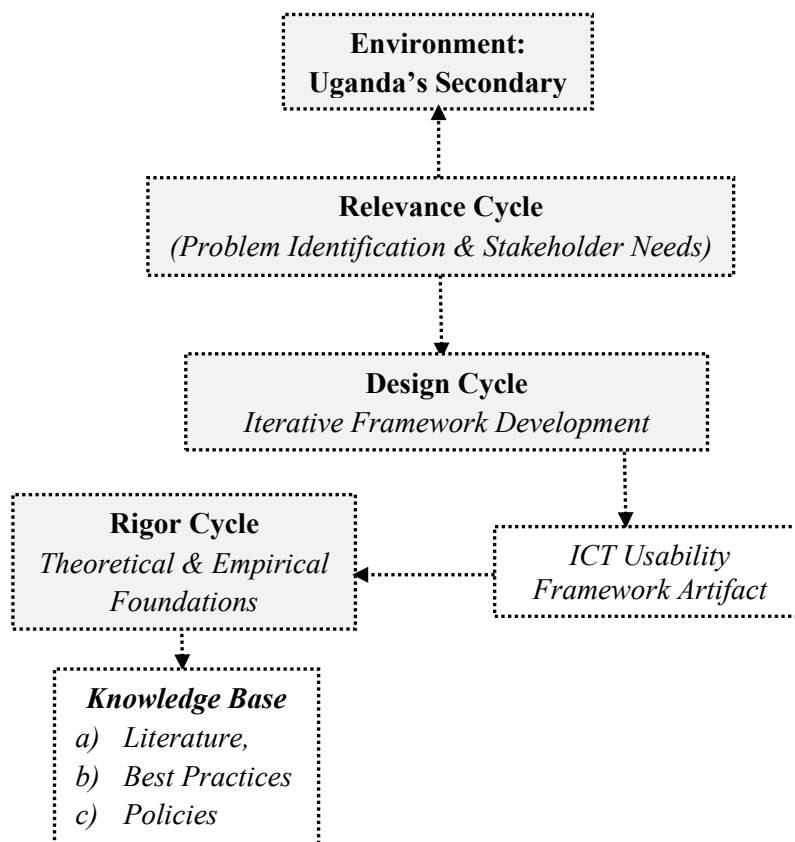 Environment:
Uganda’s Secondary
Relevance Cycle
(Problem Identification & Stakeholder Needs)
Design Cycle
Iterative Framework Development
Rigor Cycle
Theoretical & Empirical
Foundations
ICT Usability
Framework Artifact
Knowledge Base
a) Literature,
b) Best Practices
c) Policies